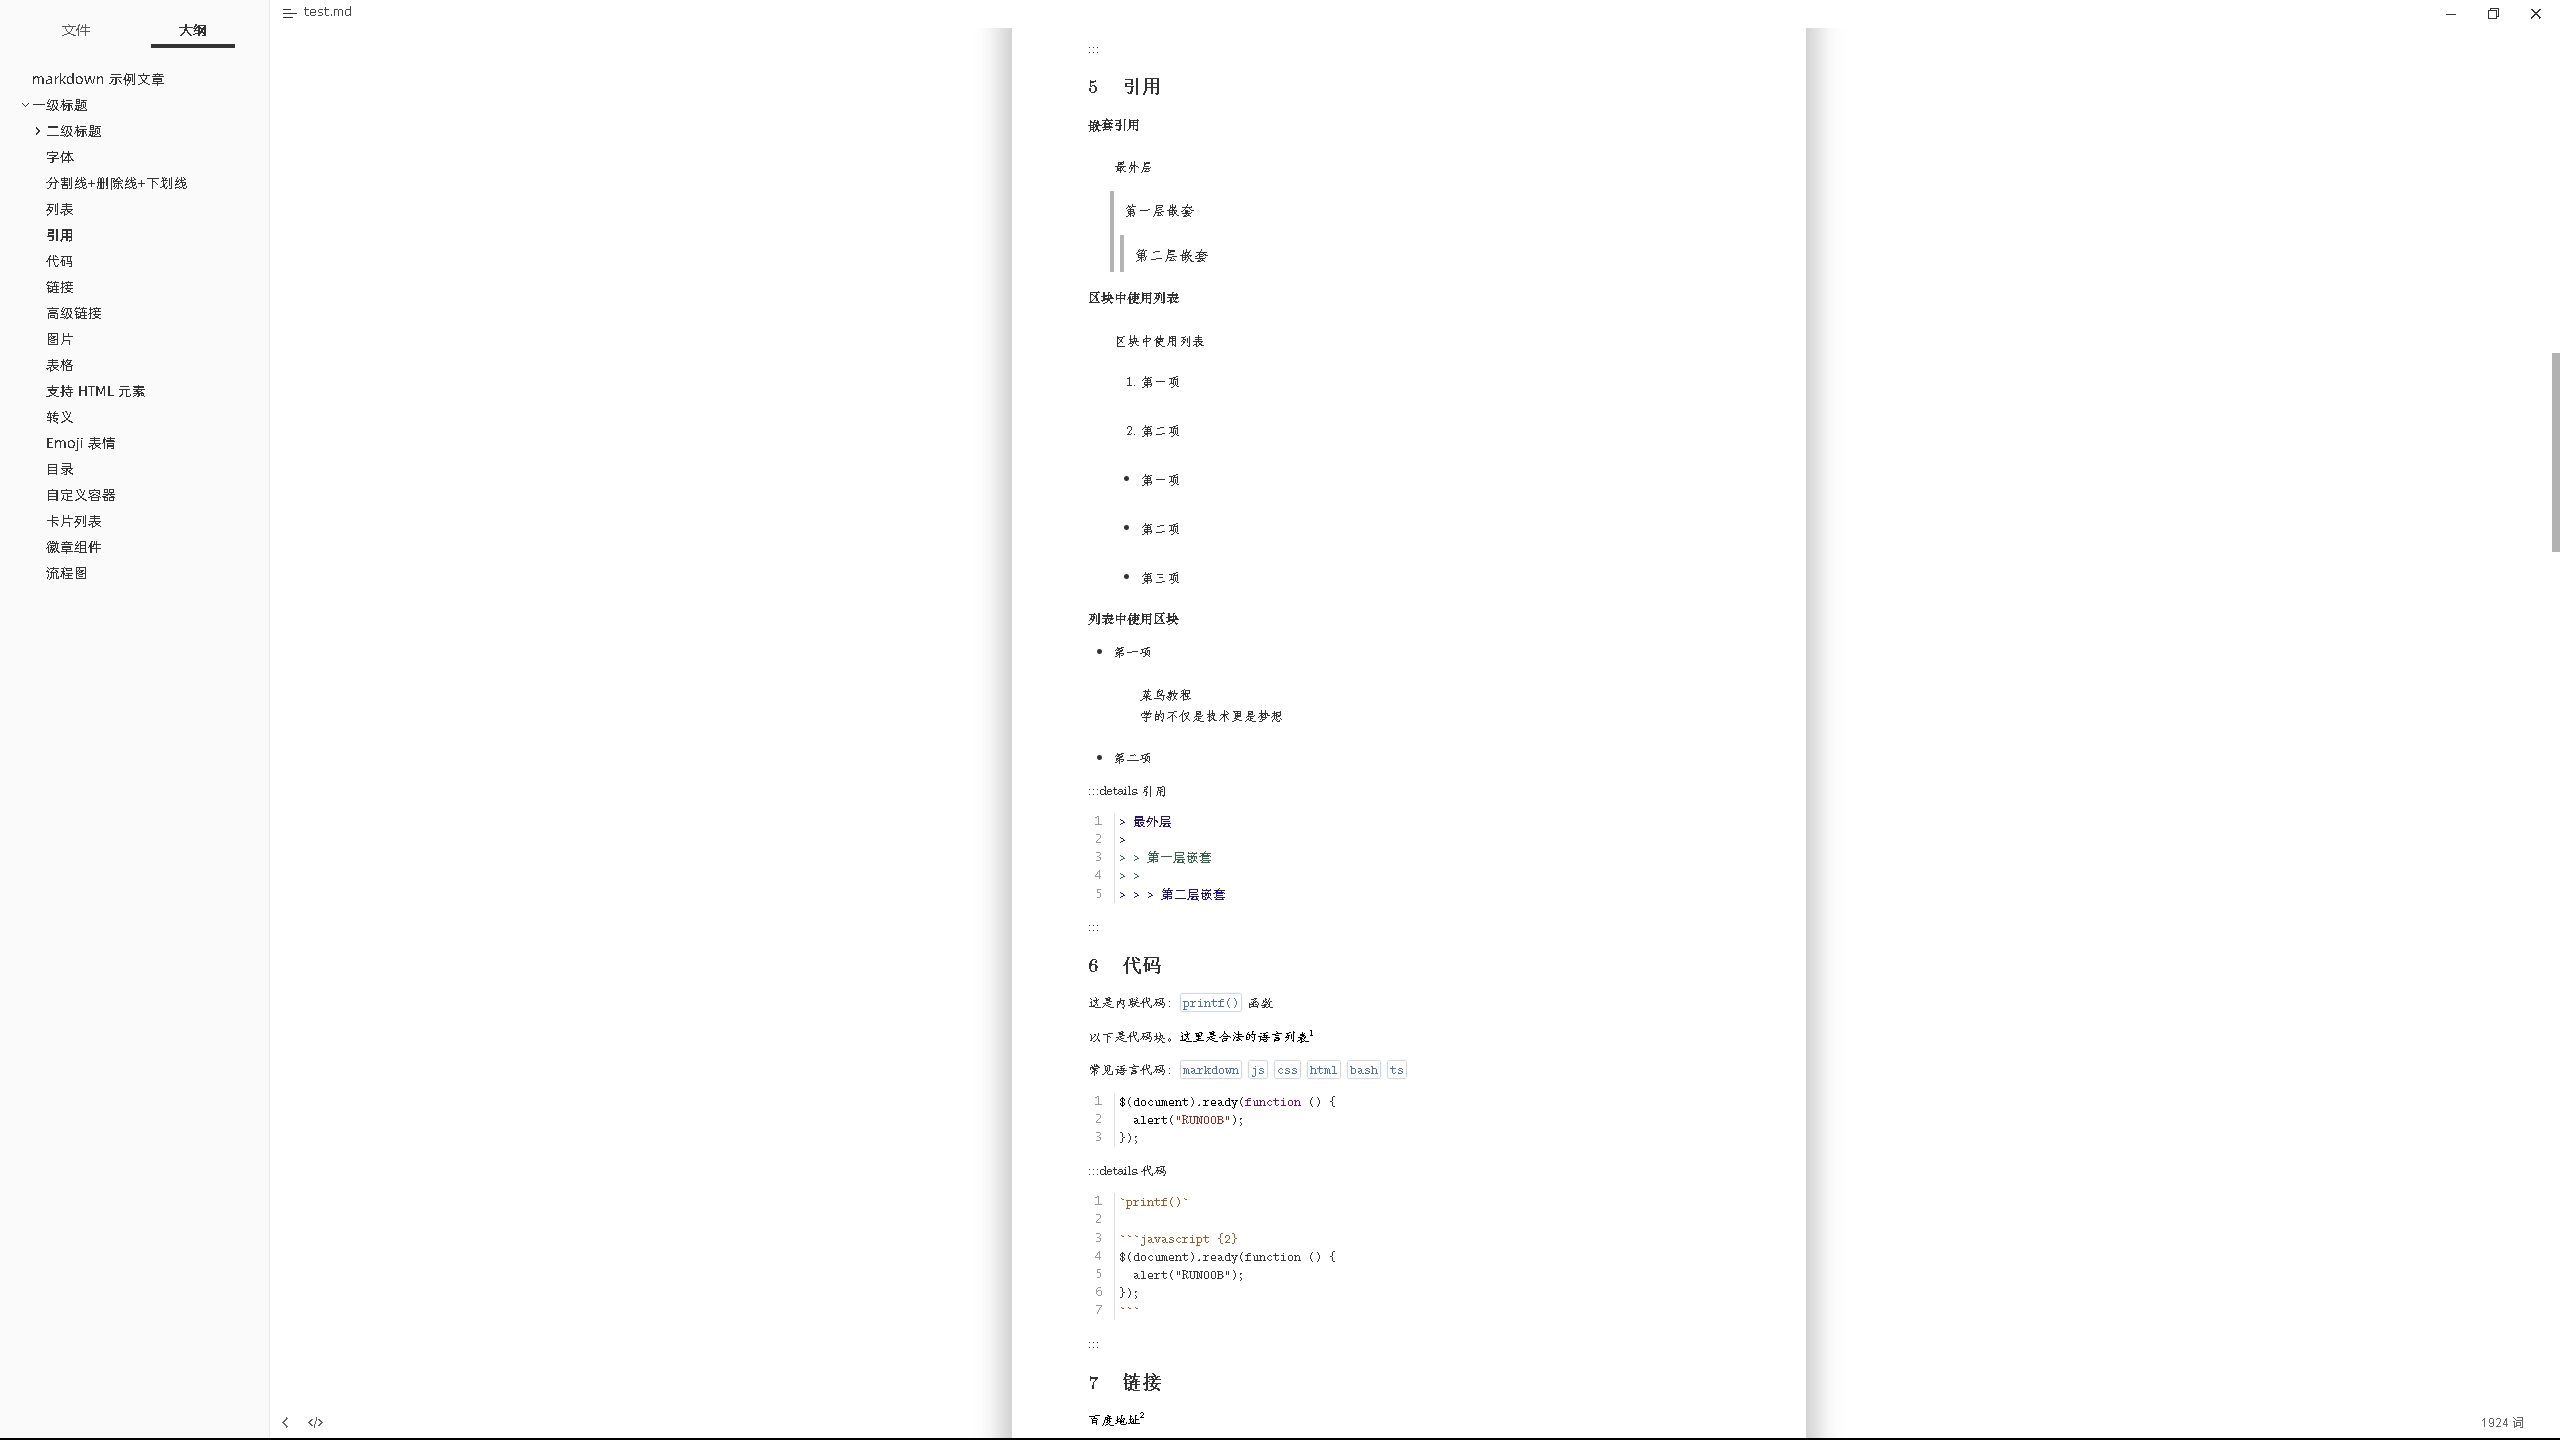 文件
大纲
markdown 示例文章
一级标题
二级标题
字体
分割线+删除线+下划线
列表
引用
代码
链接
高级链接
图片
表格
支持 HTML 元素
转义
Emoji 表情
目录
自定义容器
卡片列表
徽章组件
流程图
test.md
:::
5 引用
嵌套引用
最外层
第一层嵌套
第二层嵌套
区块中使用列表
区块中使用列表
1. 第一项
2. 第二项
• 第一项
• 第二项
• 第三项
列表中使用区块
• 第一项
菜鸟教程
学的不仅是技术更是梦想
• 第二项
:::details 引用
1 > 最外层
2 >
3 > > 第一层嵌套
4 > >
5 > > > 第二层嵌套
:::
6 代码
这是内联代码：printf() 函数
以下是代码块。这里是合法的语言列表1
常见语言代码：markdown js css html bash ts
1 $(document).ready(function () {
2   alert("RUNOOB");
3 });
:::details 代码
1 `printf()`
2
3 ```javascript {2}
4 $(document).ready(function () {
5   alert("RUNOOB");
6 });
7 ```
:::
7 链接
百度地址2
</> 
1924 词